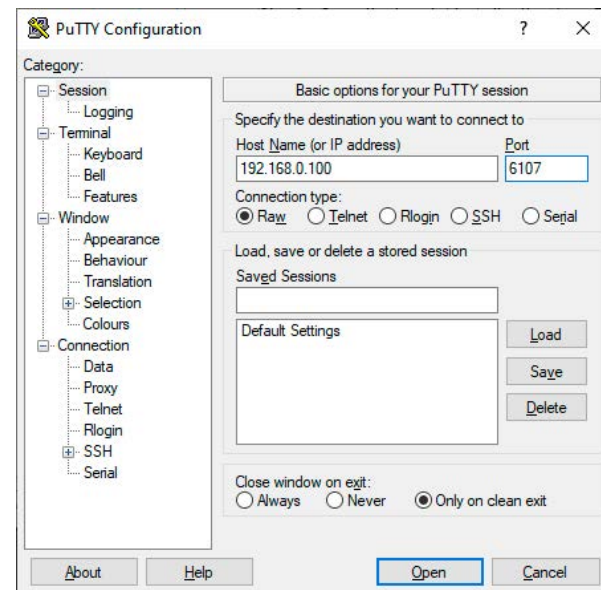 PuTTY Configuration
? ×
Category:
Session
Logging
Terminal
Keyboard
Bell
Features
Window
Appearance
Behaviour
Translation
Selection
Colours
Connection
Data
Proxy
Telnet
Rlogin
SSH
Serial
Basic options for your PuTTY session
Specify the destination you want to connect to
Host Name (or IP address) Port
192.168.0.100 6107
Connection type:
Raw Telnet Rlogin SSH Serial
Load, save or delete a stored session
Saved Sessions
Default Settings
Load
Save
Delete
Close window on exit:
Always Never Only on clean exit
About Help Open Cancel